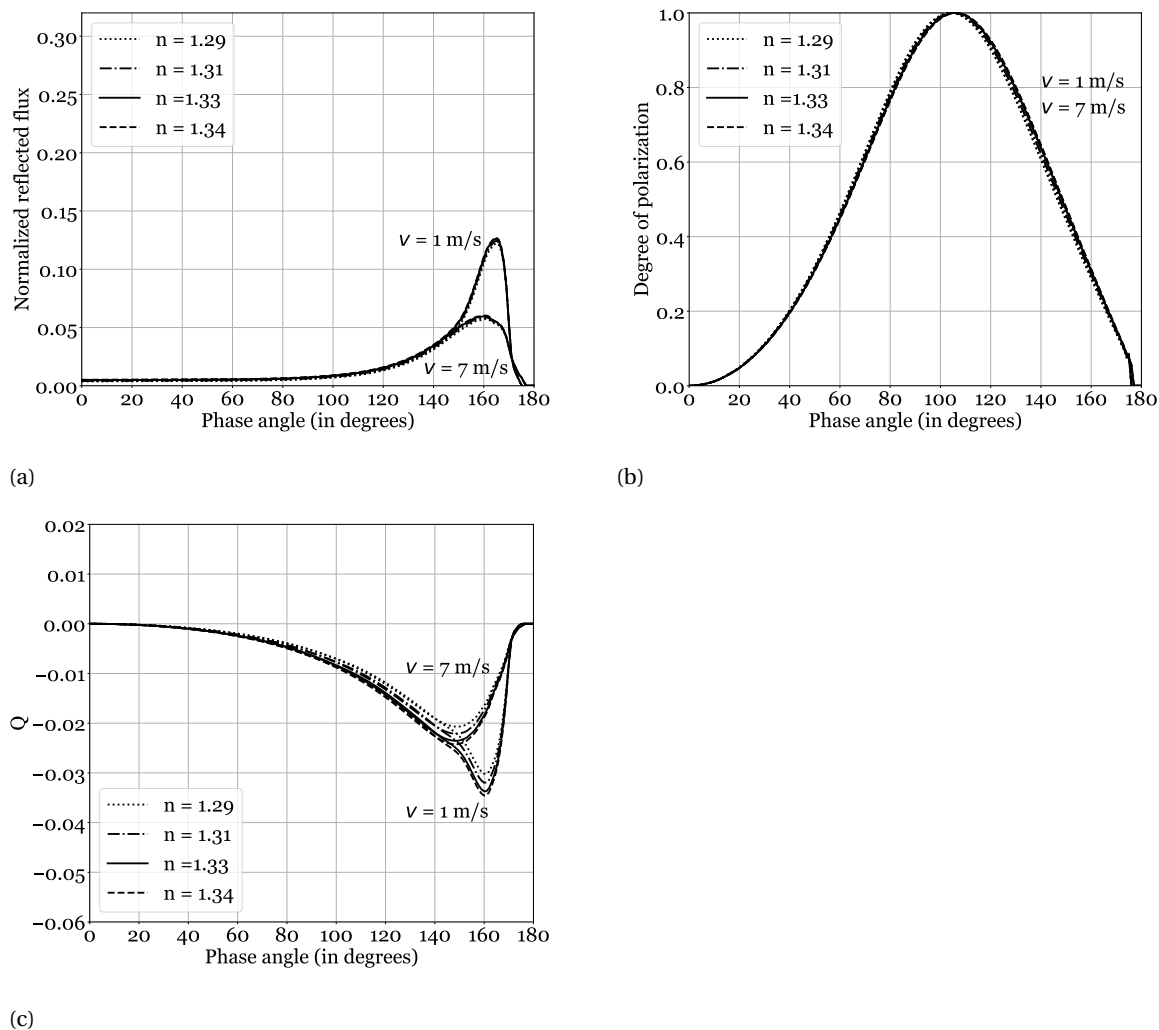 Normalized reflected flux
0.30
0.25
0.20
0.15
0.10
0.05
0.00
n = 1.29
n = 1.31
n =1.33
n = 1.34
v = 1 m/s
v = 7 m/s
0 20 40 60 80 100 120 140 160 180
Phase angle (in degrees)
(a)
Degree of polarization
1.0
0.8
0.6
0.4
0.2
0.0
n = 1.29
n = 1.31
n =1.33
n = 1.34
v = 1 m/s
v = 7 m/s
0 20 40 60 80 100 120 140 160 180
Phase angle (in degrees)
(b)
Q
0.02
0.01
0.00
−0.01
−0.02
−0.03
−0.04
−0.05
−0.06
v = 7 m/s
v = 1 m/s
n = 1.29
n = 1.31
n =1.33
n = 1.34
0 20 40 60 80 100 120 140 160 180
Phase angle (in degrees)
(c)